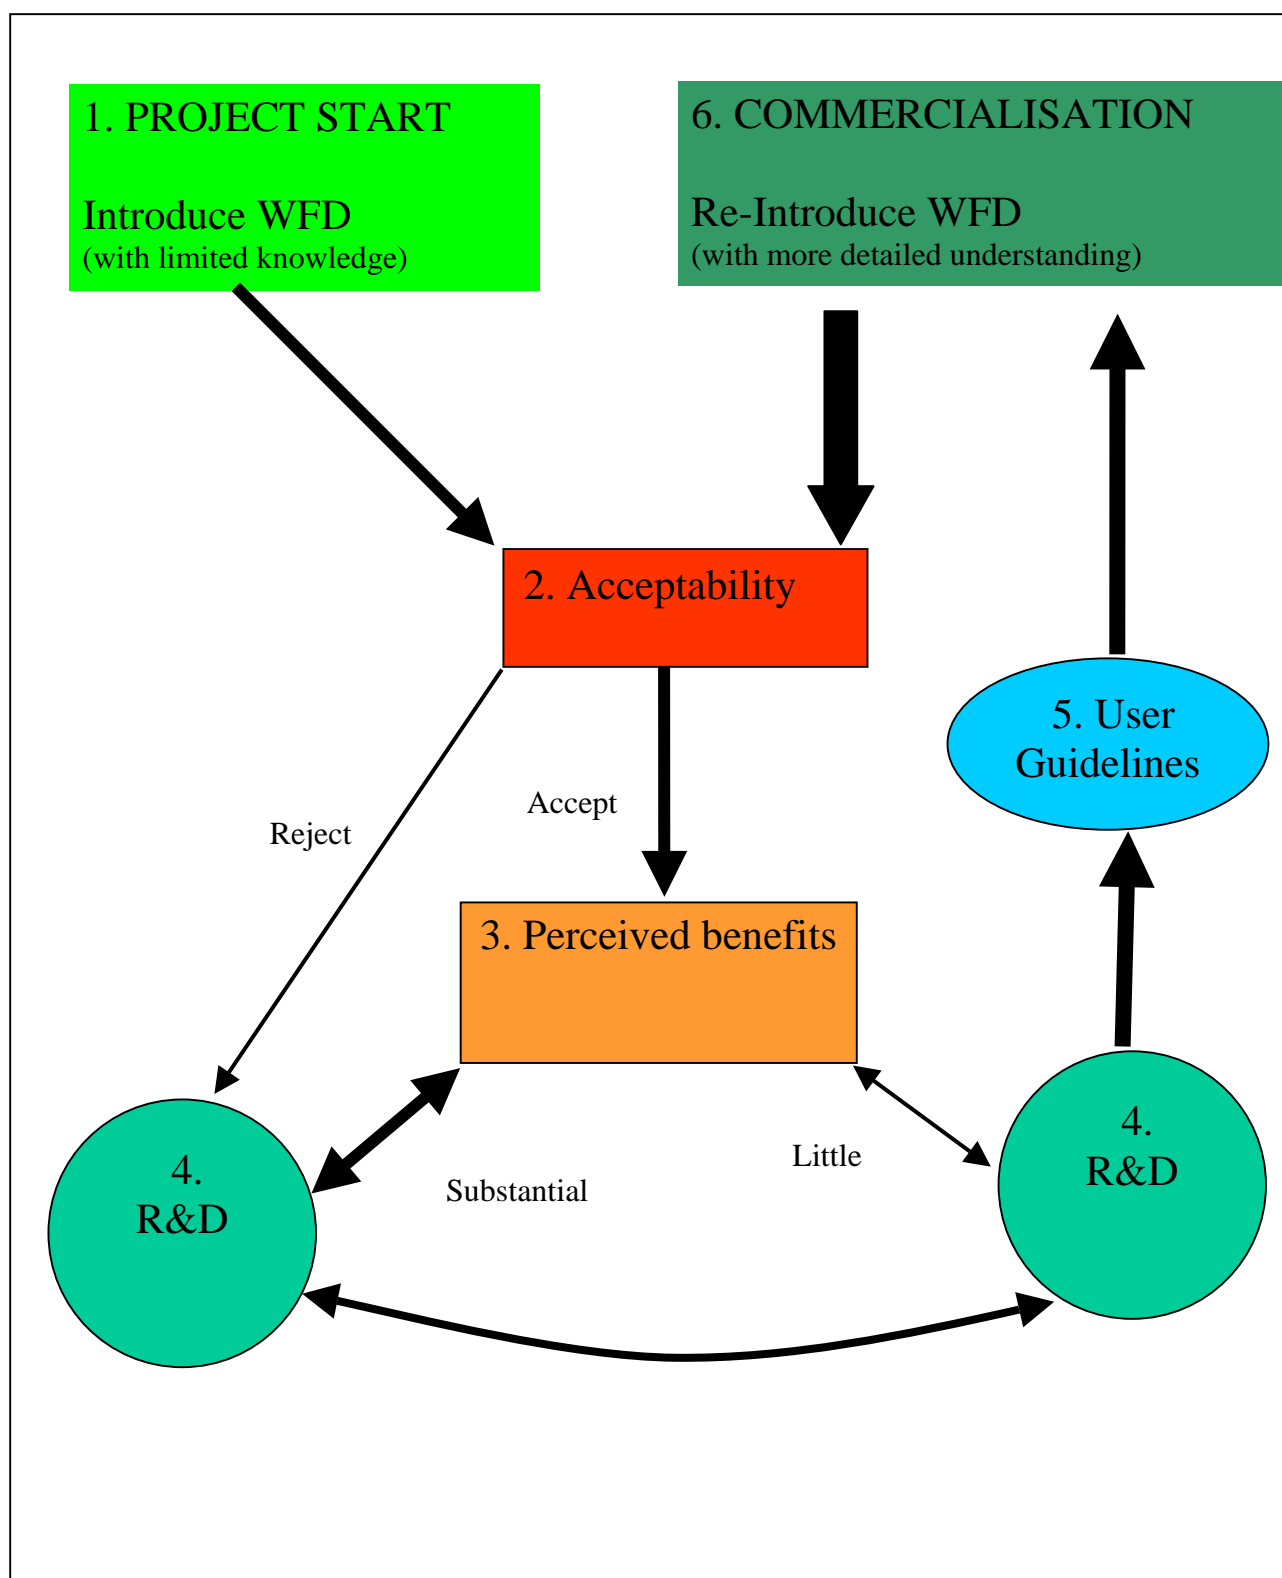 1. PROJECT START
Introduce WFD
(with limited knowledge)
6. COMMERCIALISATION
Re-Introduce WFD
(with more detailed understanding)
2. Acceptability
5. User
Guidelines
Accept
Reject
3. Perceived benefits
4.
R&D
Substantial
Little
4.
R&D